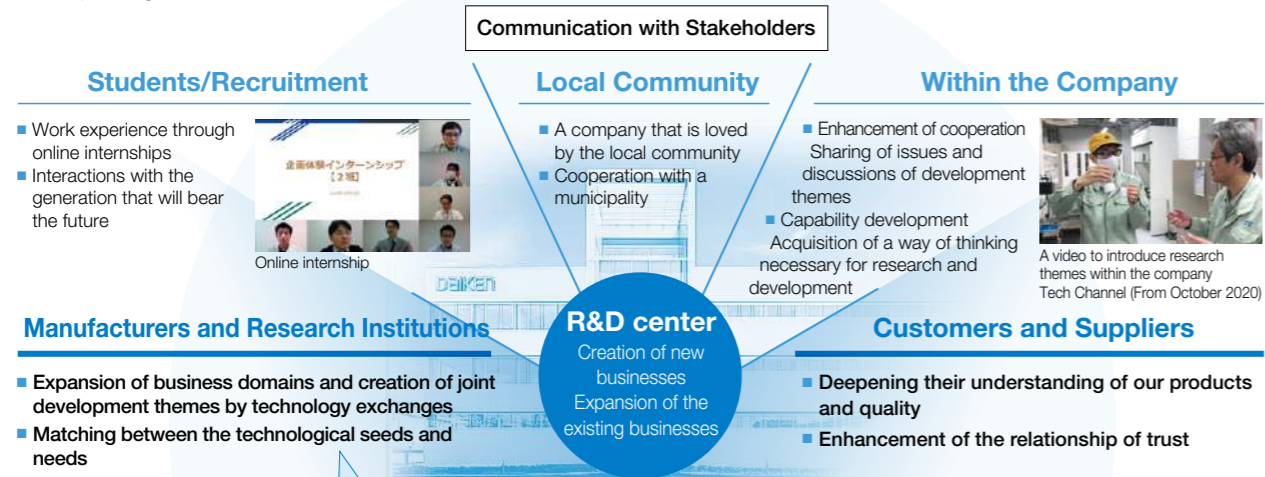 Communication with Stakeholders
Students/Recruitment
■ Work experience through
online internships
■ Interactions with the
generation that will bear
the future
企画体験インターンシップ
【2班】
Online internship
Local Community
■ A company that is loved
by the local community
■ Cooperation with a
municipality
Within the Company
■ Enhancement of cooperation
Sharing of issues and
discussions of development
themes
■ Capability development
Acquisition of a way of thinking
necessary for research and
development
A video to introduce research
themes within the company
Tech Channel (From October 2020)
DAIKEN
Manufacturers and Research Institutions
■ Expansion of business domains and creation of joint
development themes by technology exchanges
■ Matching between the technological seeds and
needs
R&D center
Creation of new
businesses
Expansion of the
existing businesses
Customers and Suppliers
■ Deepening their understanding of our products
and quality
■ Enhancement of the relationship of trust